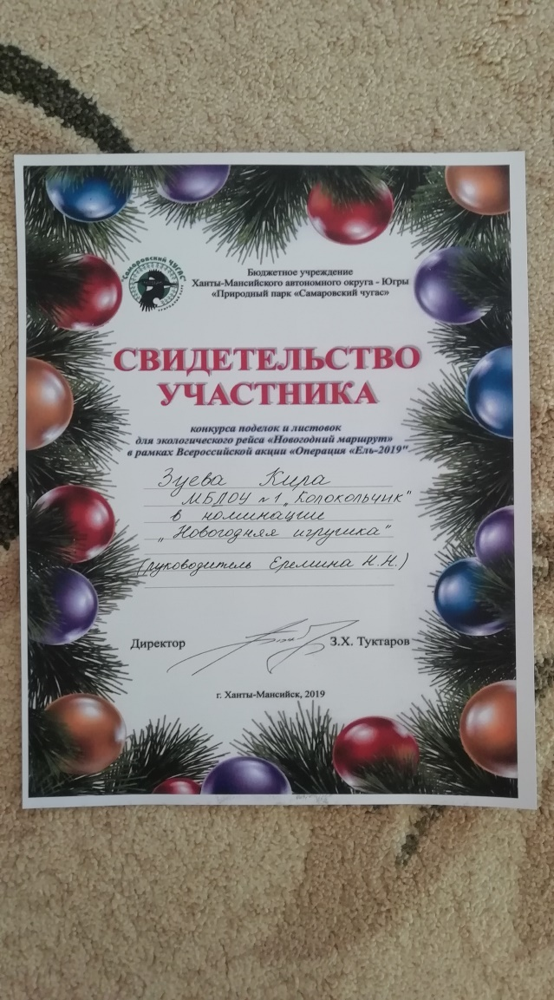 "Самаровский ЧУГАС"
ПРИРОДНЫЙ ПАРК
Бюджетное учреждение
Ханты-Мансийского автономного округа - Югры
«Природный парк «Самаровский чугас»
СВИДЕТЕЛЬСТВО
УЧАСТНИКА
конкурса поделок и листовок
для экологического рейса «Новогодний маршрут»
в рамках Всероссийской акции «Операция «Ель-2019"
Зуева Кира
МБДОУ №1 „Колокольчик"
в номинации
„Новогодняя игрушка"
(руководитель Еремина Н.Н.)
Директор З.Х. Туктаров
г. Ханты-Мансийск, 2019